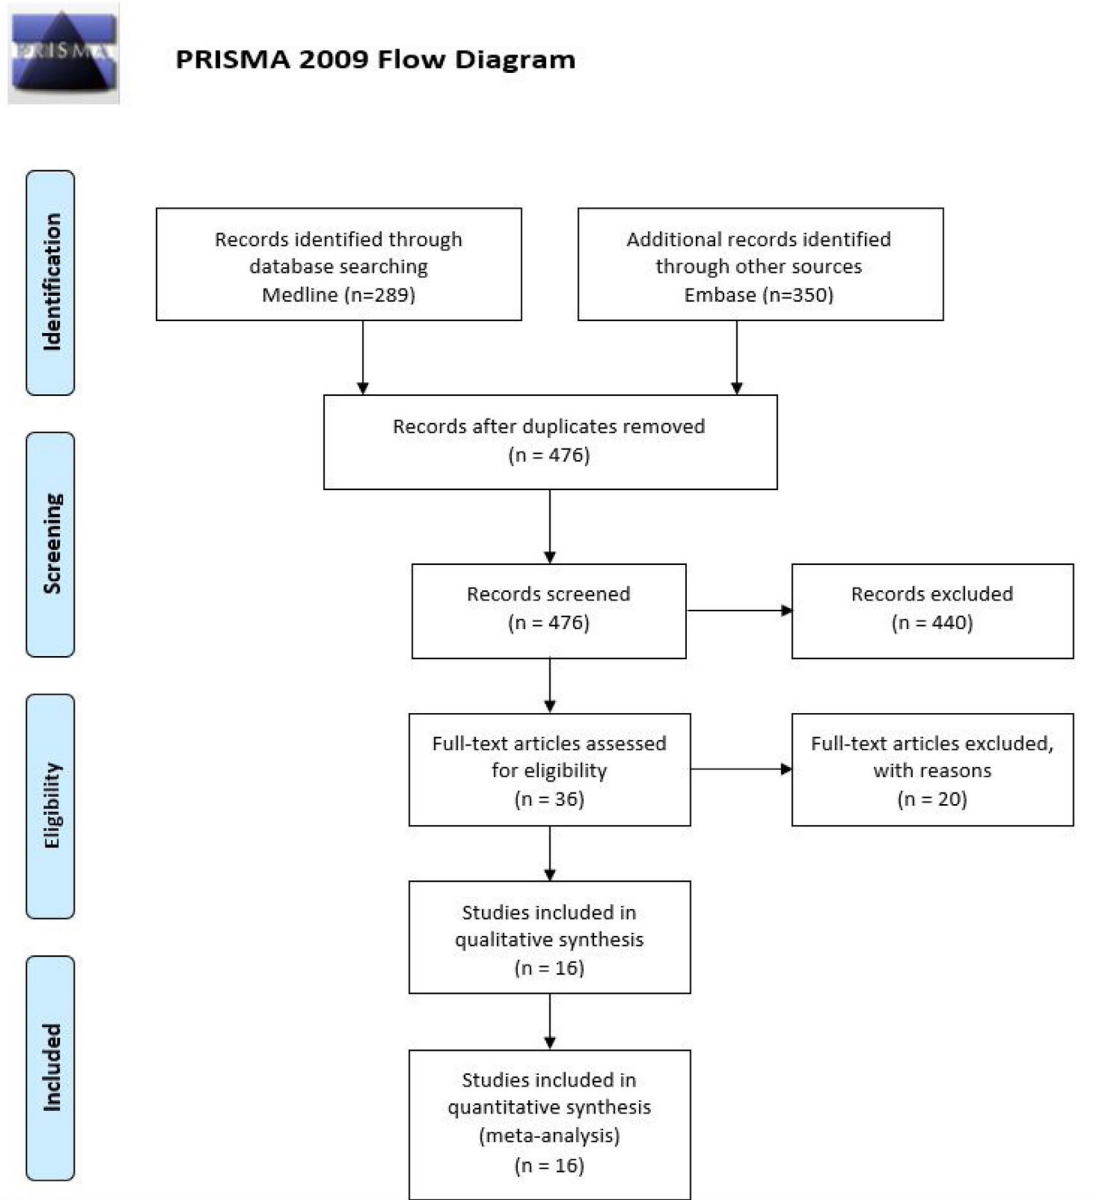 PRISMA
PRISMA 2009 Flow Diagram
Identification
Records identified through
database searching
Medline (n=289)
Additional records identified
through other sources
Embase (n=350)
Records after duplicates removed
(n = 476)
Screening
Records screened
(n = 476)
Records excluded
(n = 440)
Eligibility
Full-text articles assessed
for eligibility
(n = 36)
Full-text articles excluded,
with reasons
(n = 20)
Studies included in
qualitative synthesis
(n = 16)
Included
Studies included in
quantitative synthesis
(meta-analysis)
(n = 16)